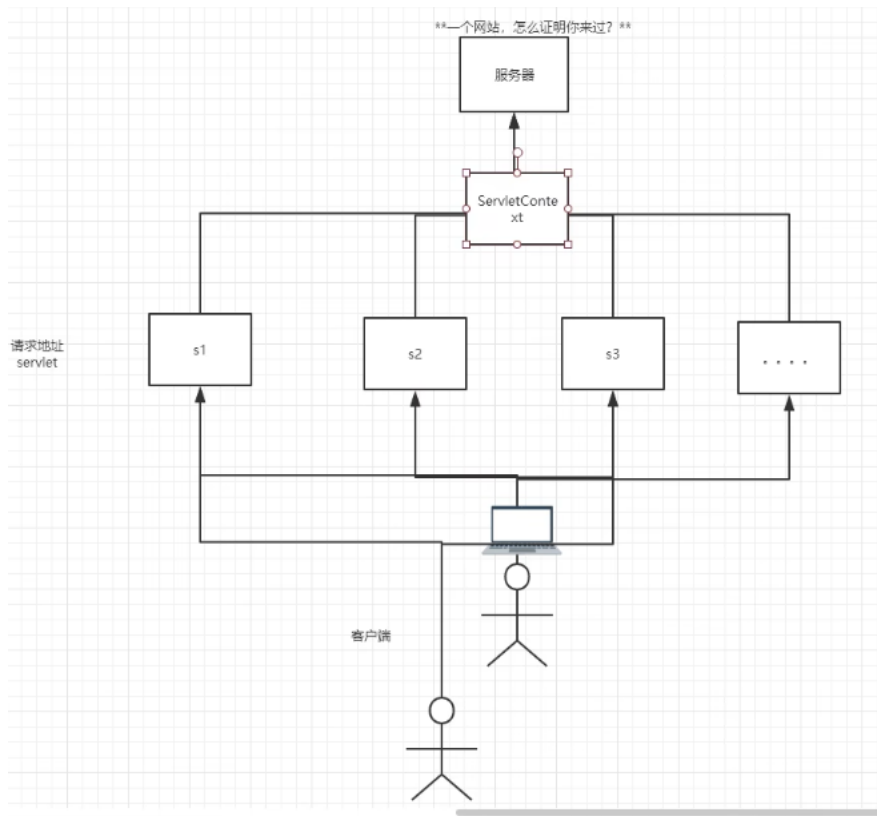 **一个网站，怎么证明你来过？**
服务器
ServletConte
xt
s1
s2
s3
....
请求地址
servlet
客户端